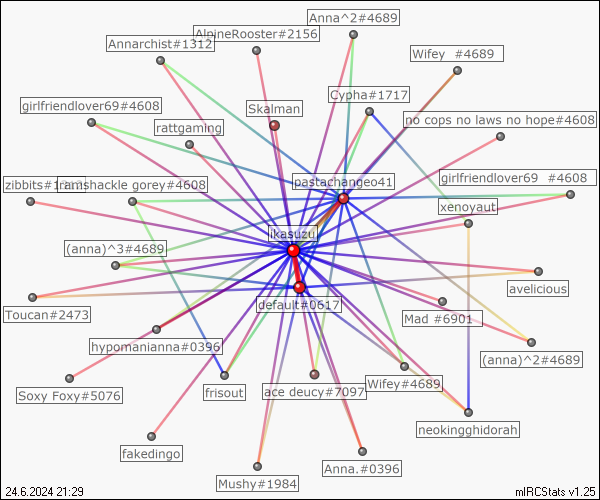 Anna^2#4689
AlpineRooster#2156
Annarchist#1312
Wifey #4689
Cypha#1717
girlfriendlover69#4608
Skalman
no cops no laws no hope#4608
rattgaming
pastachangeo41
girlfriendlover69 #4608
zibbits#
ramshackle gorey#4608
xenoyaut
ikasuzu
(anna)^3#4689
avelicious
default#0617
Toucan#2473
Mad #6901
hypomanianna#0396
(anna)^2#4689
Soxy Foxy#5076
frisout
ace deucy#7097
Wifey#4689
neokingghidorah
fakedingo
Anna.#0396
Mushy#1984
24.6.2024 21:29
mIRCStats v1.25